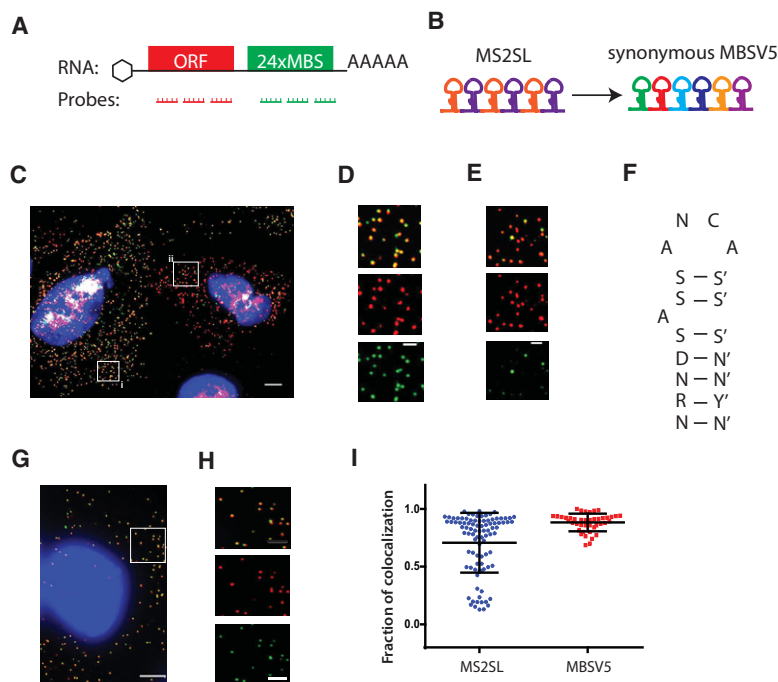 A
RNA:
ORF
24xMBS
AAAAA
Probes:
B
MS2SL
synonymous MBSV5
C
ii
i
D
E
F
N C
A A
S – S′
S – S′
A
S – S′
D – N′
N – N′
R – Y′
N – N′
G
H
I
Fraction of colocalization
1.0
0.5
0.0
MS2SL
MBSV5